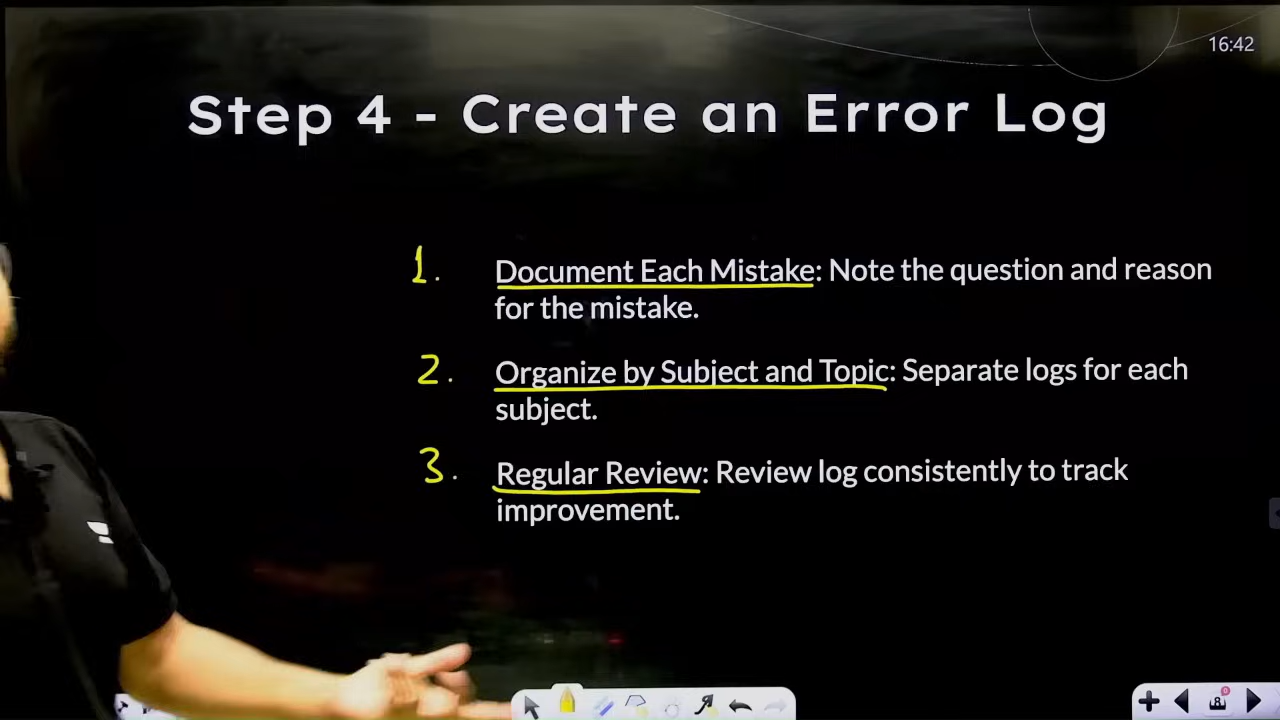 16:42
Step 4 - Create an Error Log
1. Document Each Mistake: Note the question and reason
for the mistake.
2. Organize by Subject and Topic: Separate logs for each
subject.
3. Regular Review: Review log consistently to track
improvement.